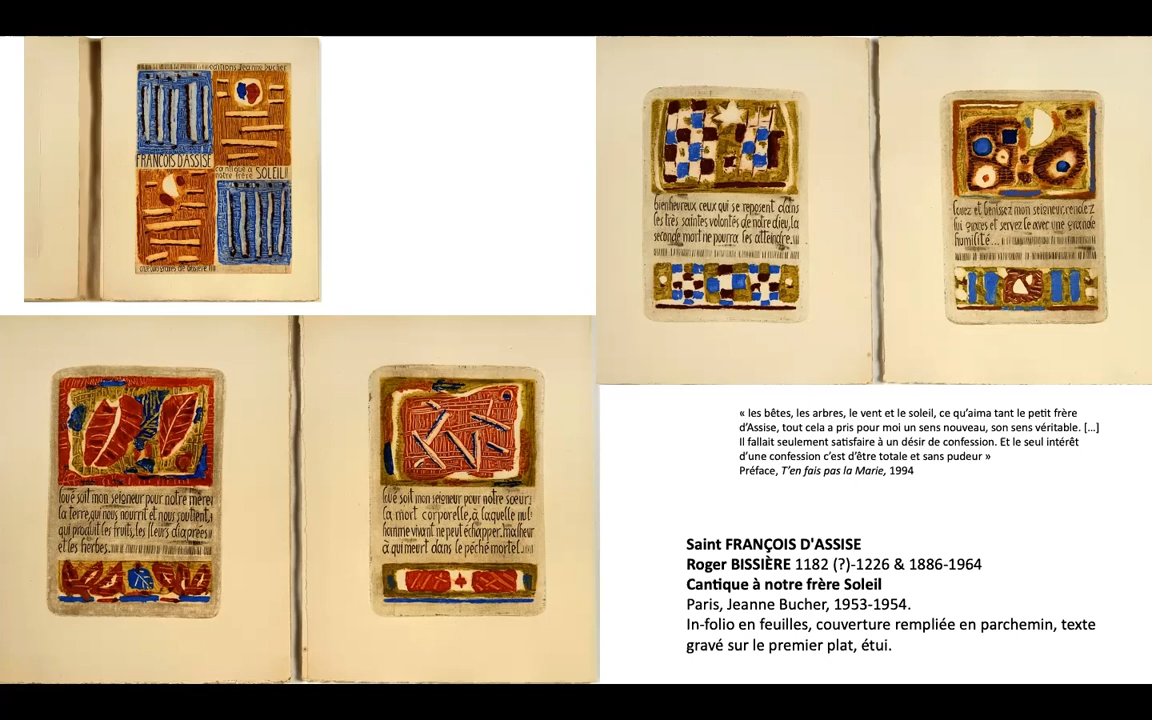 éditions Jeanne Bucher
FRANCOIS D'ASSISE
cantique à
notre frère SOLEIL
bienheureux ceux qui se reposent dans
les très saintes volontés de notre dieu, la
seconde mort ne pourra les atteindre.
louez et bénissez mon seigneur, rendez
lui graces et servez le avec une grande
humilité...
loué soit mon seigneur pour notre mère
la terre, qui nous nourrit et nous soutient,
qui produit les fruits, les fleurs diaprées
et les herbes.
loué soit mon seigneur pour notre sœur
la mort corporelle, à laquelle nul
homme vivant ne peut échapper. malheur
à qui meurt dans le péché mortel.
« les bêtes, les arbres, le vent et le soleil, ce qu'aima tant le petit frère
d'Assise, tout cela a pris pour moi un sens nouveau, son sens véritable. […]
Il fallait seulement satisfaire à un désir de confession. Et le seul intérêt
d'une confession c'est d'être totale et sans pudeur »
Préface, T'en fais pas la Marie, 1994
Saint FRANÇOIS D'ASSISE
Roger BISSIÈRE 1182 (?)-1226 & 1886-1964
Cantique à notre frère Soleil
Paris, Jeanne Bucher, 1953-1954.
In-folio en feuilles, couverture rempliée en parchemin, texte
gravé sur le premier plat, étui.